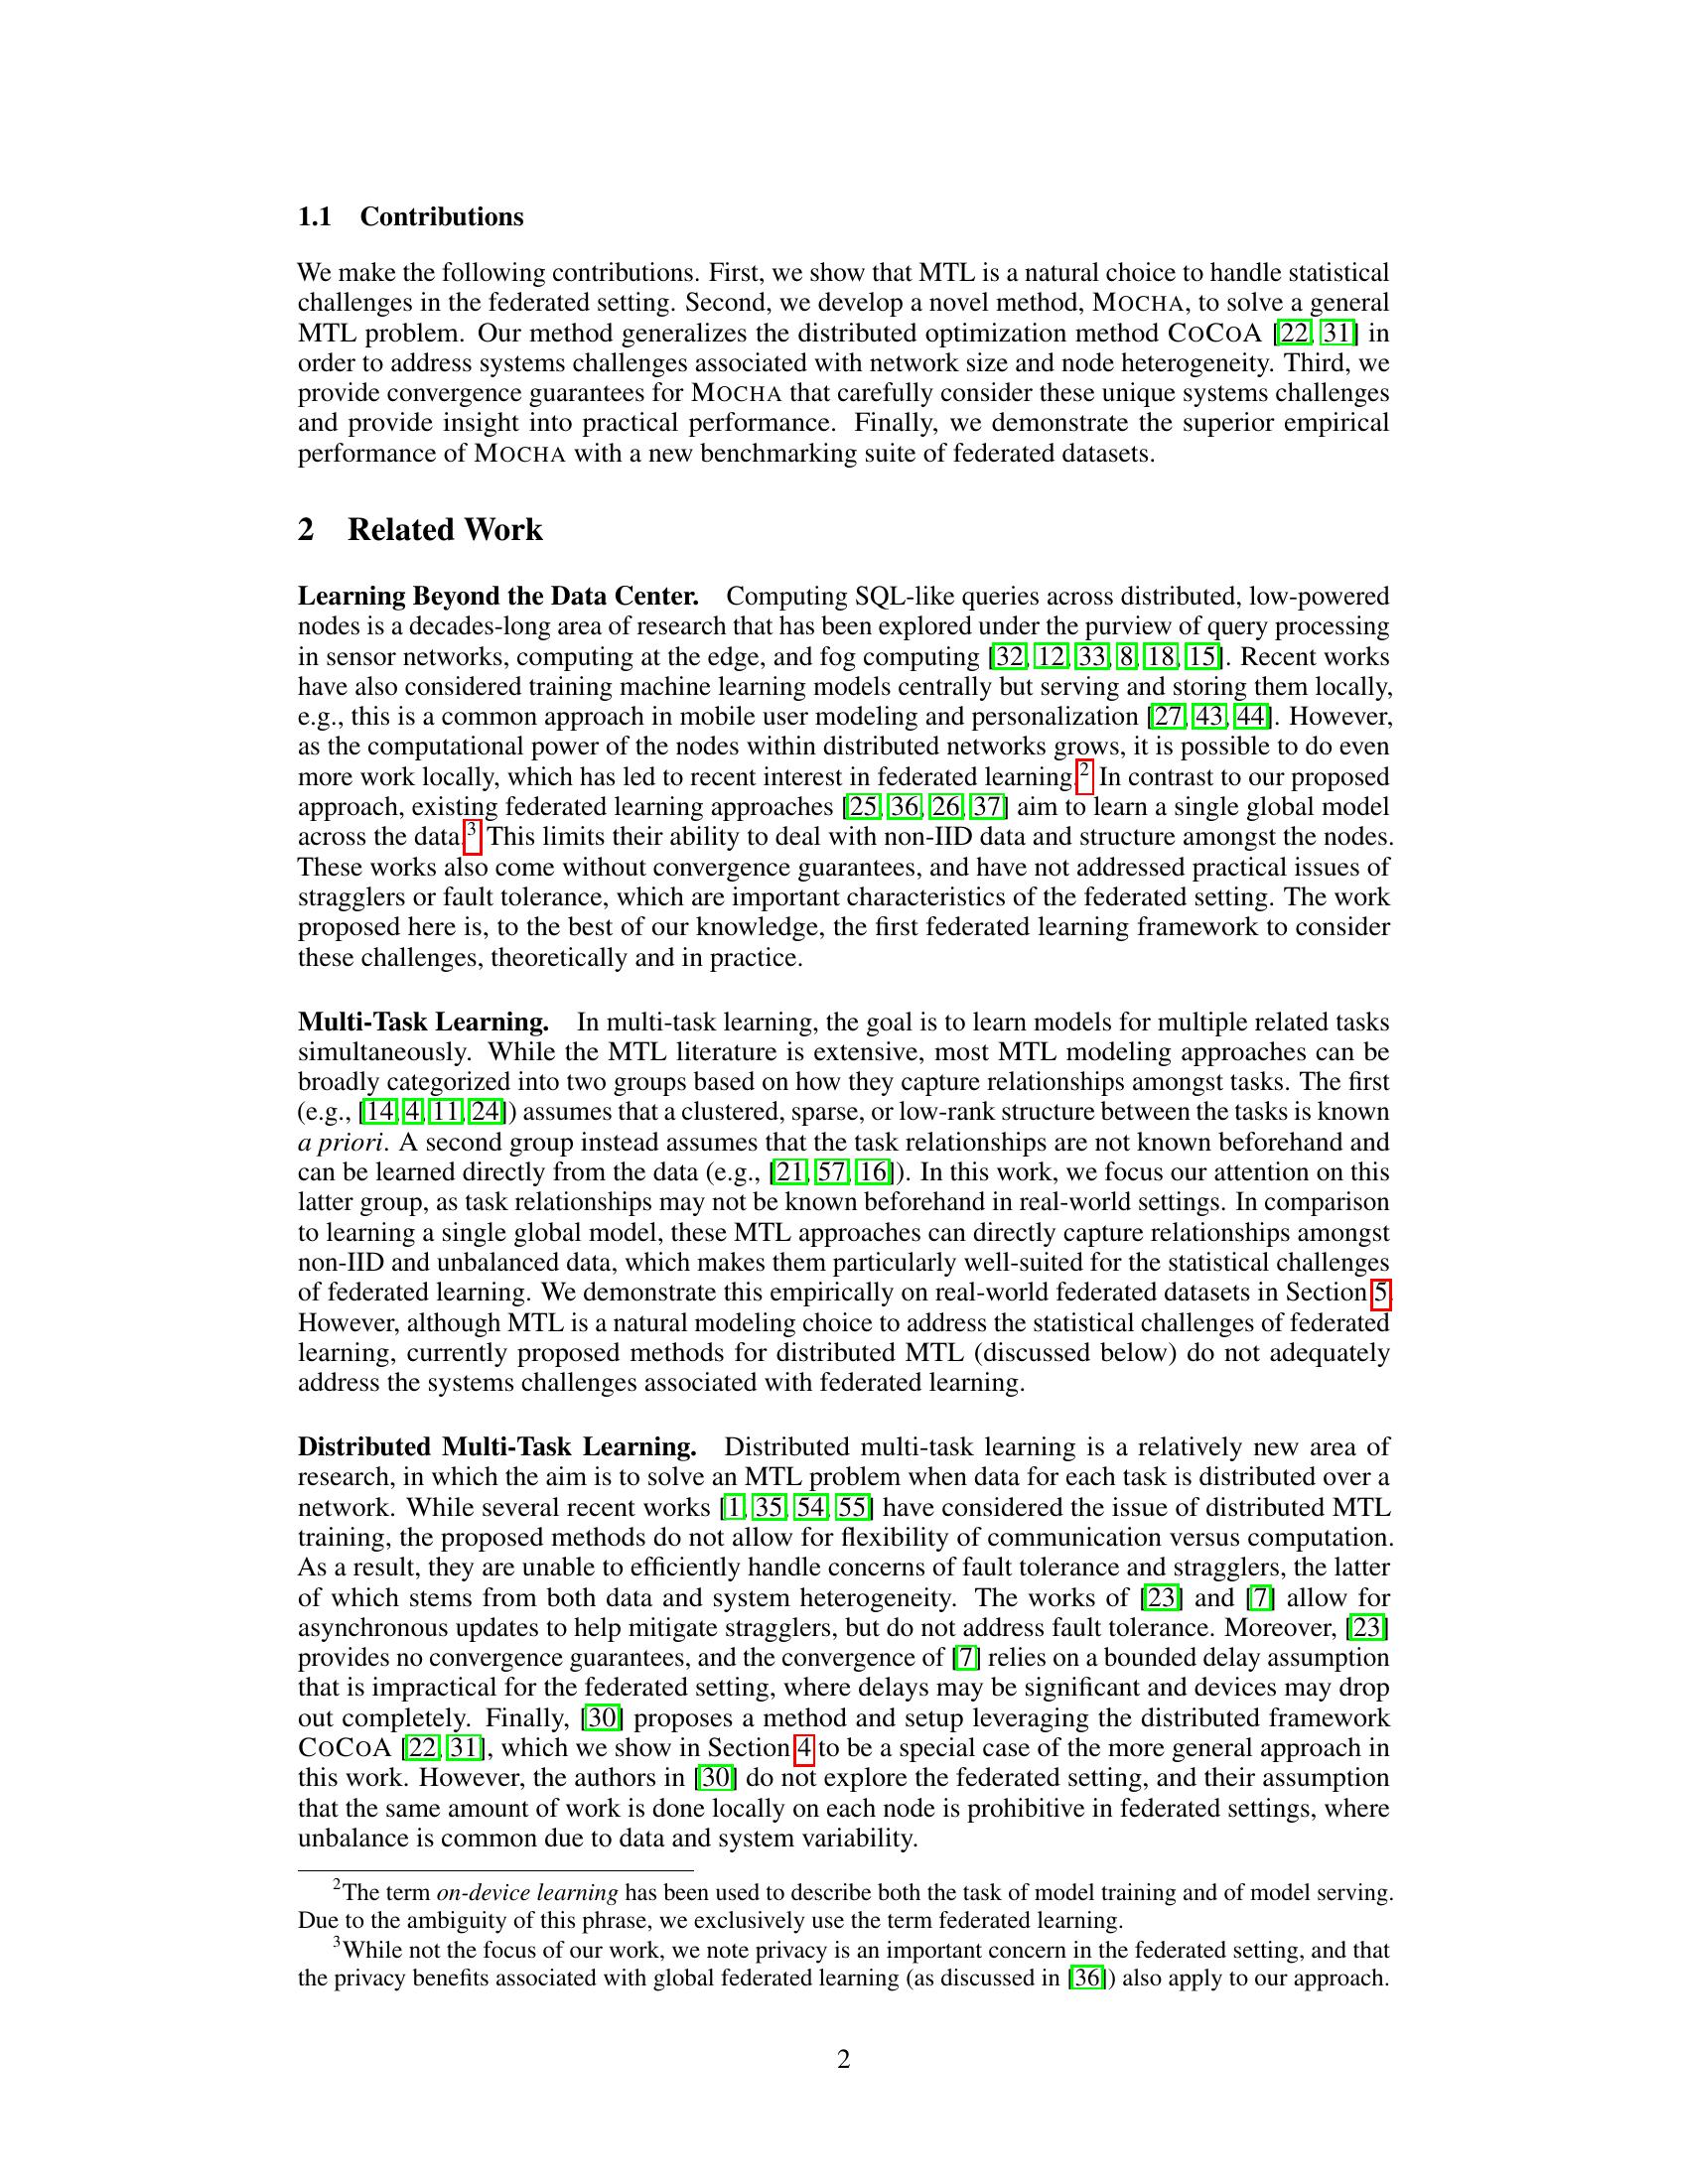 1.1 Contributions
We make the following contributions. First, we show that MTL is a natural choice to handle statistical
challenges in the federated setting. Second, we develop a novel method, MOCHA, to solve a general
MTL problem. Our method generalizes the distributed optimization method COCOA [22, 31] in
order to address systems challenges associated with network size and node heterogeneity. Third, we
provide convergence guarantees for MOCHA that carefully consider these unique systems challenges
and provide insight into practical performance. Finally, we demonstrate the superior empirical
performance of MOCHA with a new benchmarking suite of federated datasets.
2 Related Work
Learning Beyond the Data Center. Computing SQL-like queries across distributed, low-powered
nodes is a decades-long area of research that has been explored under the purview of query processing
in sensor networks, computing at the edge, and fog computing [32, 12, 33, 8, 18, 15]. Recent works
have also considered training machine learning models centrally but serving and storing them locally,
e.g., this is a common approach in mobile user modeling and personalization [27, 43, 44]. However,
as the computational power of the nodes within distributed networks grows, it is possible to do even
more work locally, which has led to recent interest in federated learning.2 In contrast to our proposed
approach, existing federated learning approaches [25, 36, 26, 37] aim to learn a single global model
across the data.3 This limits their ability to deal with non-IID data and structure amongst the nodes.
These works also come without convergence guarantees, and have not addressed practical issues of
stragglers or fault tolerance, which are important characteristics of the federated setting. The work
proposed here is, to the best of our knowledge, the first federated learning framework to consider
these challenges, theoretically and in practice.
Multi-Task Learning. In multi-task learning, the goal is to learn models for multiple related tasks
simultaneously. While the MTL literature is extensive, most MTL modeling approaches can be
broadly categorized into two groups based on how they capture relationships amongst tasks. The first
(e.g., [14, 4, 11, 24]) assumes that a clustered, sparse, or low-rank structure between the tasks is known
a priori. A second group instead assumes that the task relationships are not known beforehand and
can be learned directly from the data (e.g., [21, 57, 16]). In this work, we focus our attention on this
latter group, as task relationships may not be known beforehand in real-world settings. In comparison
to learning a single global model, these MTL approaches can directly capture relationships amongst
non-IID and unbalanced data, which makes them particularly well-suited for the statistical challenges
of federated learning. We demonstrate this empirically on real-world federated datasets in Section 5.
However, although MTL is a natural modeling choice to address the statistical challenges of federated
learning, currently proposed methods for distributed MTL (discussed below) do not adequately
address the systems challenges associated with federated learning.
Distributed Multi-Task Learning. Distributed multi-task learning is a relatively new area of
research, in which the aim is to solve an MTL problem when data for each task is distributed over a
network. While several recent works [1, 35, 54, 55] have considered the issue of distributed MTL
training, the proposed methods do not allow for flexibility of communication versus computation.
As a result, they are unable to efficiently handle concerns of fault tolerance and stragglers, the latter
of which stems from both data and system heterogeneity. The works of [23] and [7] allow for
asynchronous updates to help mitigate stragglers, but do not address fault tolerance. Moreover, [23]
provides no convergence guarantees, and the convergence of [7] relies on a bounded delay assumption
that is impractical for the federated setting, where delays may be significant and devices may drop
out completely. Finally, [30] proposes a method and setup leveraging the distributed framework
COCOA [22, 31], which we show in Section 4 to be a special case of the more general approach in
this work. However, the authors in [30] do not explore the federated setting, and their assumption
that the same amount of work is done locally on each node is prohibitive in federated settings, where
unbalance is common due to data and system variability.
2The term on-device learning has been used to describe both the task of model training and of model serving.
Due to the ambiguity of this phrase, we exclusively use the term federated learning.
3While not the focus of our work, we note privacy is an important concern in the federated setting, and that
the privacy benefits associated with global federated learning (as discussed in [36]) also apply to our approach.
2